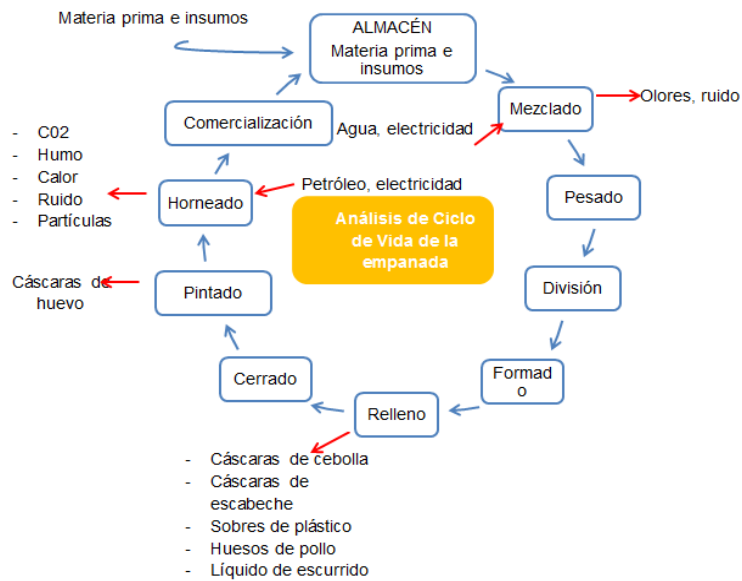 Materia prima e insumos
ALMACÉN
Materia prima e
insumos
Mezclado
Olores, ruido
Agua, electricidad
Pesado
División
Formad
o
Relleno
- Cáscaras de cebolla
- Cáscaras de
escabeche
- Sobres de plástico
- Huesos de pollo
- Líquido de escurrido
Cerrado
Pintado
Cáscaras de
huevo
Horneado
Petróleo, electricidad
- C02
- Humo
- Calor
- Ruido
- Partículas
Comercialización
Análisis de Ciclo
de Vida de la
empanada